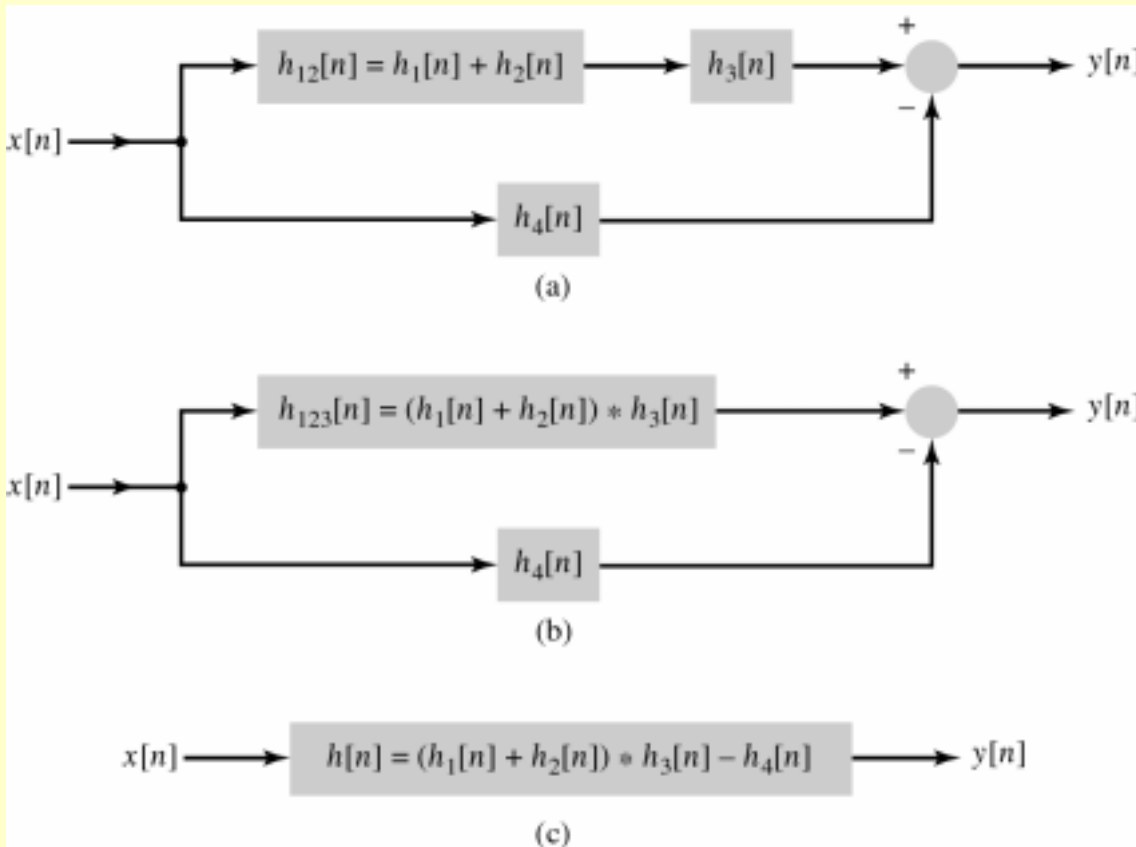 +
h₁₂[n] = h₁[n] + h₂[n]
h₃[n]
y[n]
−
x[n]
h₄[n]
(a)
+
h₁₂₃[n] = (h₁[n] + h₂[n]) * h₃[n]
y[n]
−
x[n]
h₄[n]
(b)
x[n]
h[n] = (h₁[n] + h₂[n]) * h₃[n] − h₄[n]
y[n]
(c)